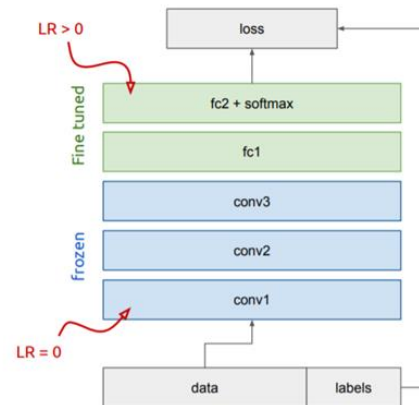 LR > 0
loss
Fine tuned
fc2 + softmax
fc1
frozen
conv3
conv2
conv1
LR = 0
data
labels